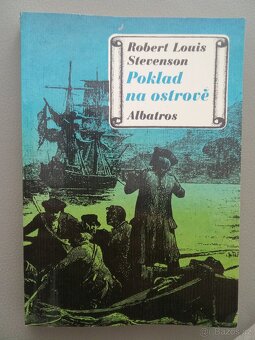 Robert Louis
Stevenson
Poklad
na ostrově
Albatros